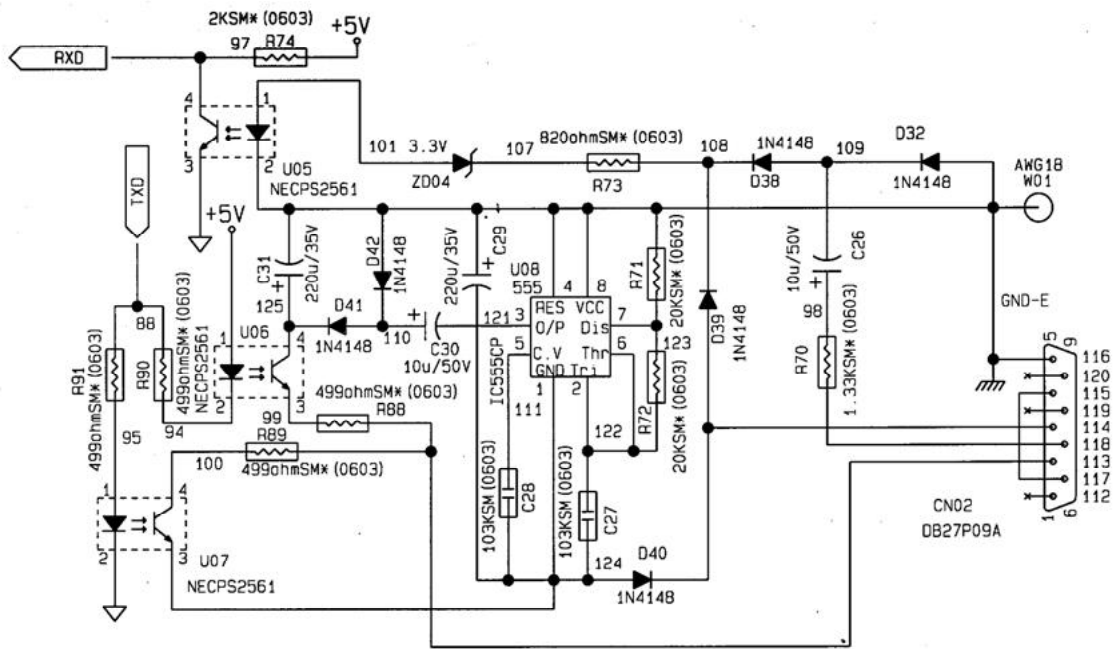 2KSM* (0603)
+5V
97
R74
RXD
4
1
3
2
U05
NECPS2561
101
3.3V
ZD04
107
820ohmSM* (0603)
R73
108
1N4148
D38
109
D32
1N4148
AWG18
W01
TXD
+5V
C31
220u/35V
+
125
D42
1N4148
220u/35V
C29
+
U08
555
4
8
RES
VCC
3
O/P
Dis
7
5
C.V
Thr
6
GND
Tri
1
2
IC555CP
121
R71
20KSM* (0603)
123
R72
20KSM* (0603)
122
D39
1N4148
10u/50V
C26
+
98
R70
1.33KSM* (0603)
GND-E
D41
1N4148
110
+
C30
10u/50V
88
R91
499ohmSM* (0603)
R90
499ohmSM* (0603)
95
94
U06
NECPS2561
1
4
2
3
499ohmSM* (0603)
99
R88
R89
100
499ohmSM* (0603)
111
103KSM (0603)
C28
103KSM (0603)
C27
124
D40
1N4148
1
4
2
3
U07
NECPS2561
5
9
116
120
115
119
114
118
113
117
112
1
6
CN02
DB27P09A